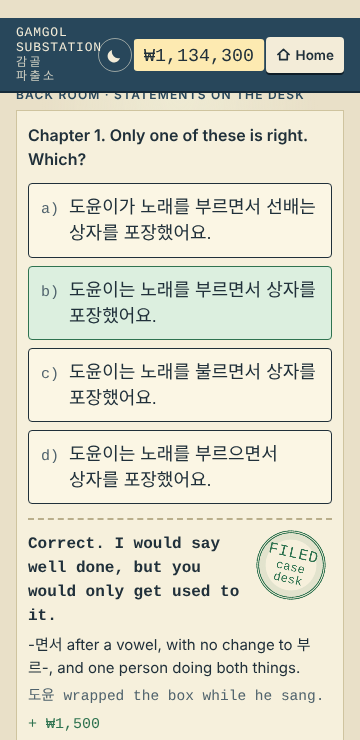 GAMGOL
SUBSTATION
감골
파출소
₩1,134,300
Home
BACK ROOM · STATEMENTS ON THE DESK
Chapter 1. Only one of these is right.
Which?
a) 도윤이가 노래를 부르면서 선배는
상자를 포장했어요.
b) 도윤이는 노래를 부르면서 상자를
포장했어요.
c) 도윤이는 노래를 불르면서 상자를
포장했어요.
d) 도윤이는 노래를 부르으면서
상자를 포장했어요.
Correct. I would say
well done, but you
would only get used to
it.
FILED
case
desk
-면서 after a vowel, with no change to 부
르-, and one person doing both things.
도윤 wrapped the box while he sang.
+ ₩1,500